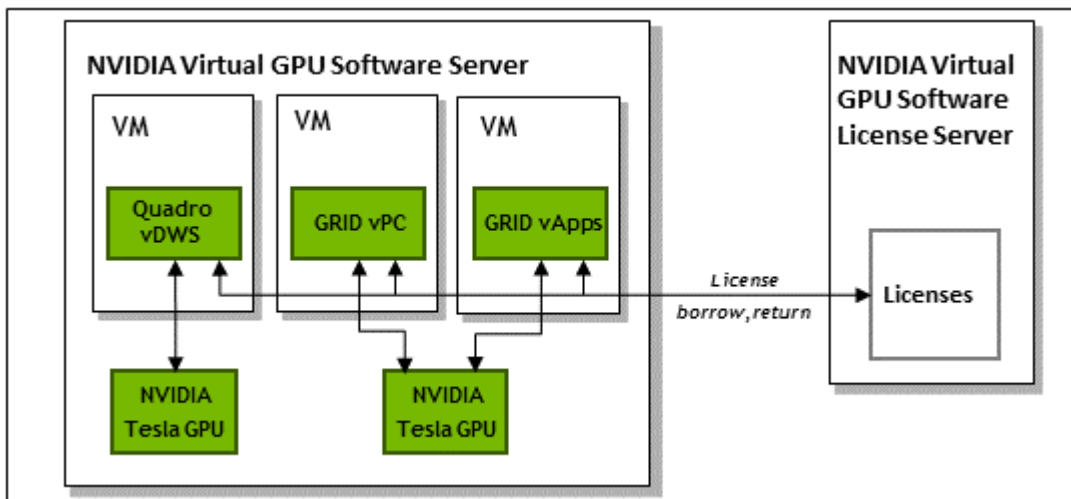 NVIDIA Virtual GPU Software Server
VM
VM
VM
Quadro
vDWS
GRID vPC
GRID vApps
NVIDIA
Tesla GPU
NVIDIA
Tesla GPU
License
borrow,return
NVIDIA Virtual
GPU Software
License Server
Licenses